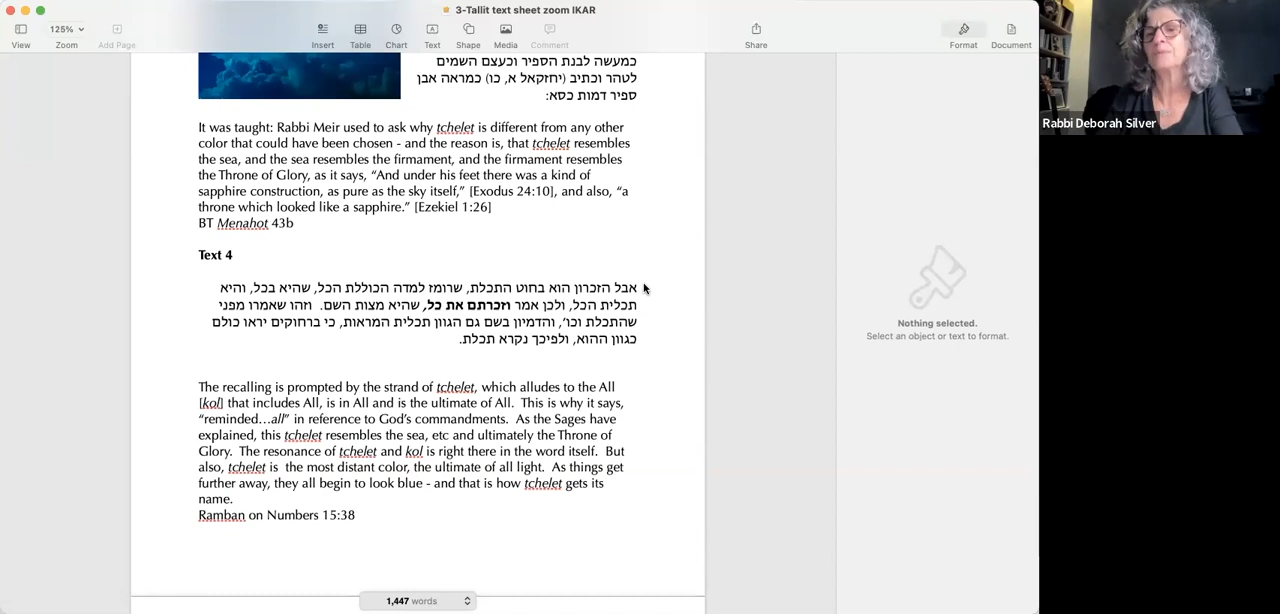 3-Tallit text sheet zoom IKAR
125%
View
Zoom
Add Page
Insert
Table
Chart
Text
Shape
Media
Comment
Share
Format
Document
כמעשה לבנת הספיר וכעצם השמים
לטהר וכתיב (יחזקאל א, כו) כמראה אבן
ספיר דמות כסא:
It was taught: Rabbi Meir used to ask why tchelet is different from any other
color that could have been chosen - and the reason is, that tchelet resembles
the sea, and the sea resembles the firmament, and the firmament resembles
the Throne of Glory, as it says, “And under his feet there was a kind of
sapphire construction, as pure as the sky itself,” [Exodus 24:10], and also, “a
throne which looked like a sapphire.” [Ezekiel 1:26]
BT Menahot 43b
Text 4
אבל הזכרון הוא בחוט התכלת, שרומז למדה הכוללת הכל, שהיא בכל, והיא
תכלית הכל, ולכן אמר וזכרתם את כל, שהיא מצות השם. וזהו שאמרו מפני
שהתכלת וכו', והדמיון בשם גם הגוון תכלית המראות, כי ברחוקים יראו כולם
כגוון ההוא, ולפיכך נקרא תכלת.
The recalling is prompted by the strand of tchelet, which alludes to the All
[kol] that includes All, is in All and is the ultimate of All. This is why it says,
“reminded...all” in reference to God’s commandments. As the Sages have
explained, this tchelet resembles the sea, etc and ultimately the Throne of
Glory. The resonance of tchelet and kol is right there in the word itself. But
also, tchelet is the most distant color, the ultimate of all light. As things get
further away, they all begin to look blue - and that is how tchelet gets its
name.
Ramban on Numbers 15:38
1,447 words
Nothing selected.
Select an object or text to format.
Rabbi Deborah Silver